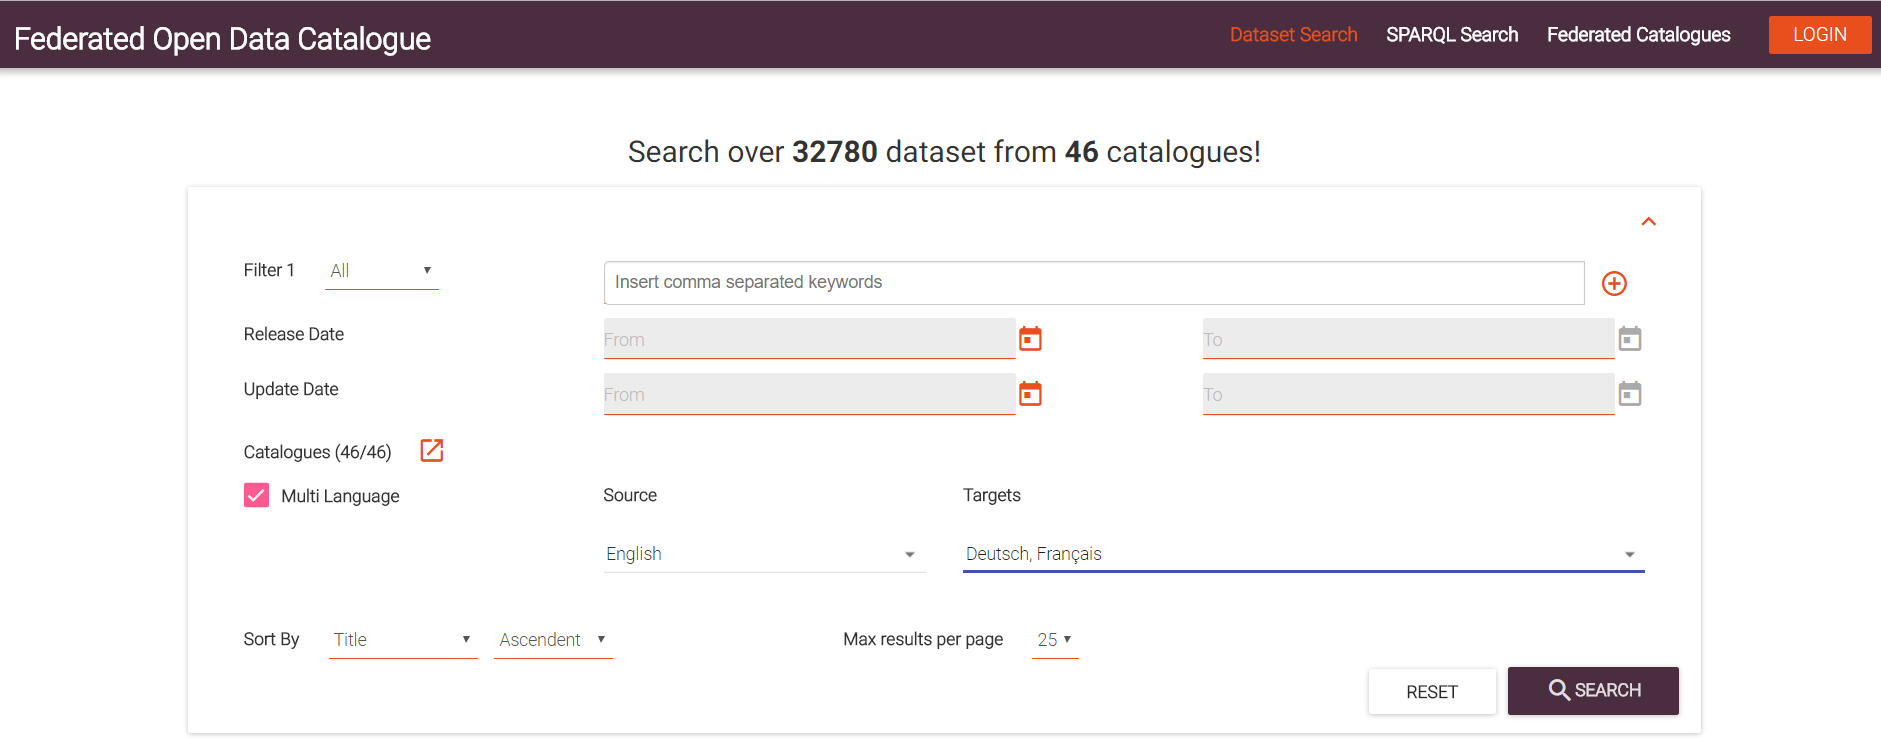 Federated Open Data Catalogue
Dataset Search SPARQL Search Federated Catalogues LOGIN
Search over 32780 dataset from 46 catalogues!
Filter 1 All Insert comma separated keywords
Release Date From To
Update Date From To
Catalogues (46/46)
Multi Language Source Targets
English Deutsch, Français
Sort By Title Ascendent Max results per page 25
RESET SEARCH